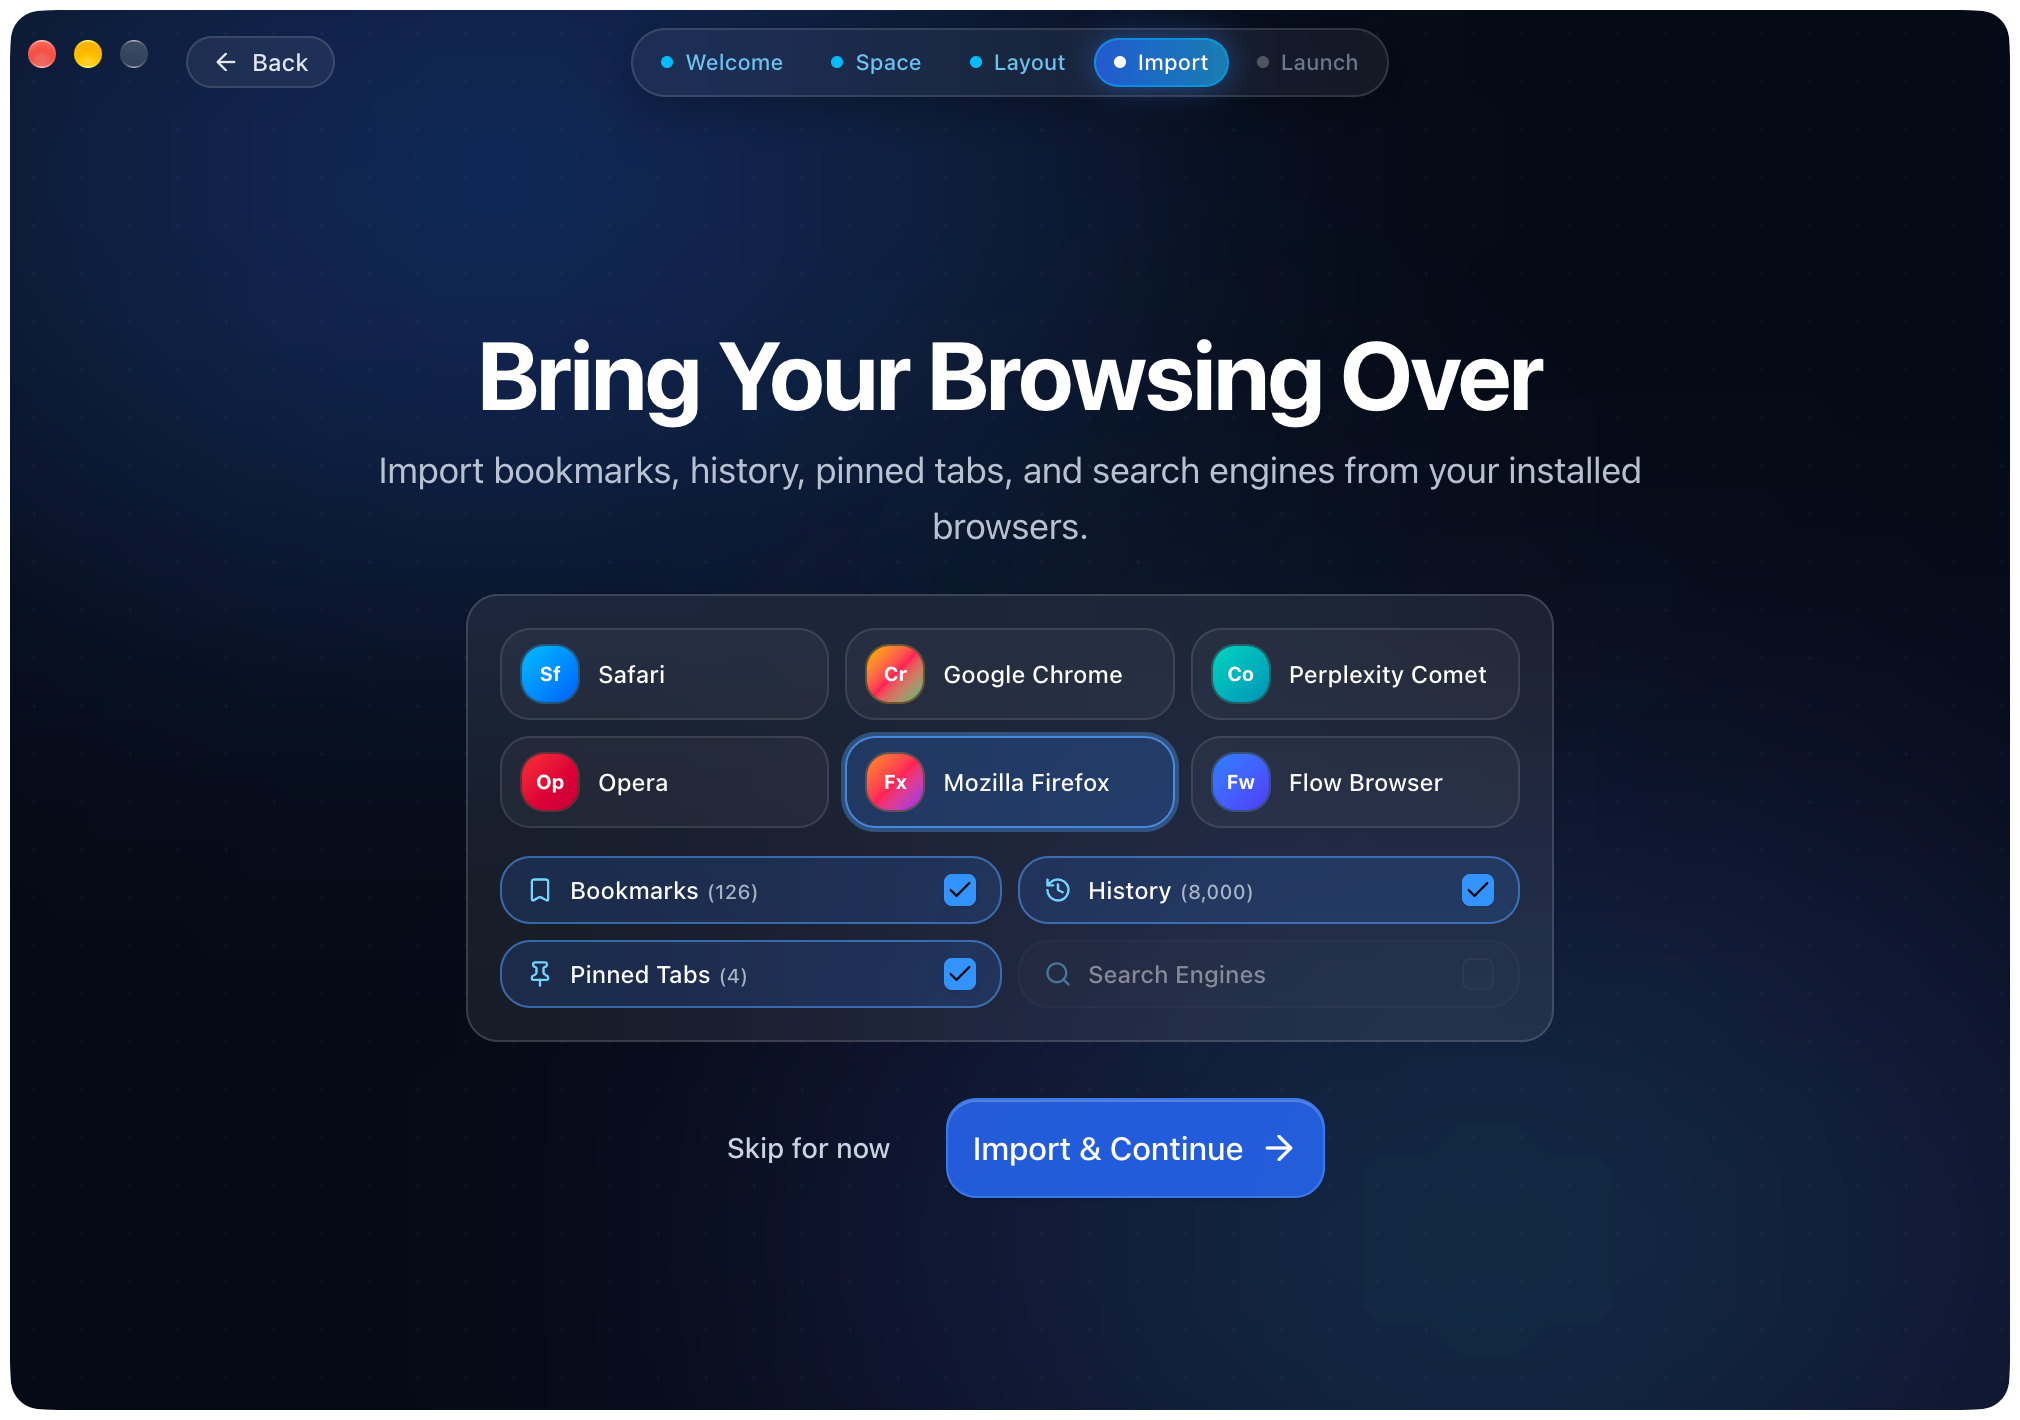 Back
Welcome
Space
Layout
Import
Launch
Bring Your Browsing Over
Import bookmarks, history, pinned tabs, and search engines from your installed
browsers.
Sf Safari
Cr Google Chrome
Co Perplexity Comet
Op Opera
Fx Mozilla Firefox
Fw Flow Browser
Bookmarks (126)
History (8,000)
Pinned Tabs (4)
Search Engines
Skip for now
Import & Continue